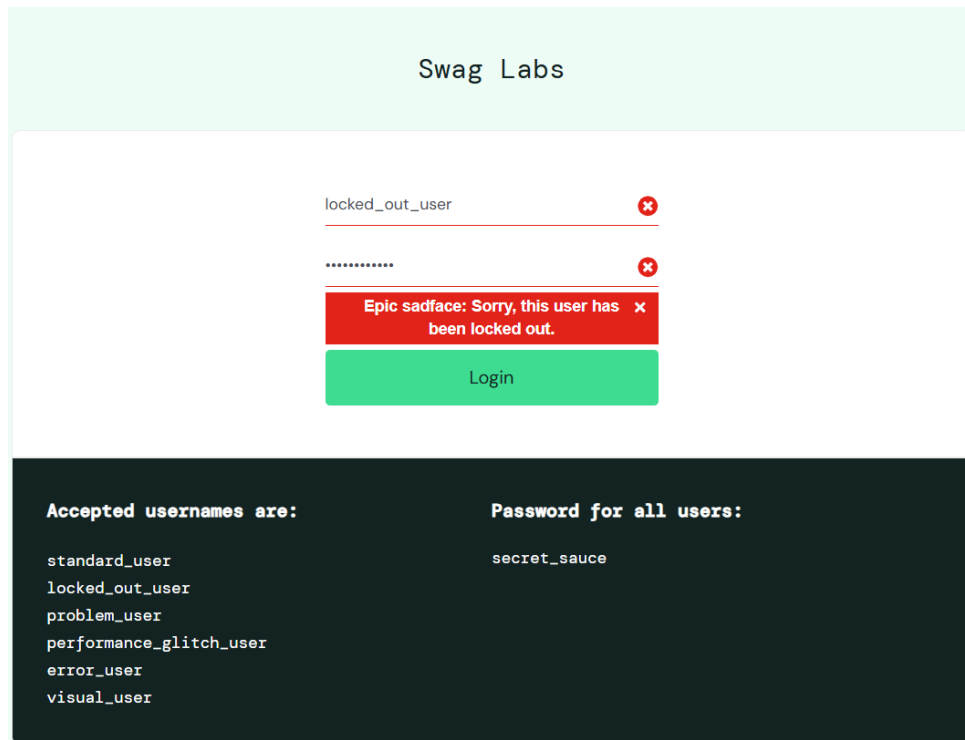 Swag Labs
locked_out_user
••••••••••••
Epic sadface: Sorry, this user has
been locked out.
Login
Accepted usernames are:
standard_user
locked_out_user
problem_user
performance_glitch_user
error_user
visual_user
Password for all users:
secret_sauce